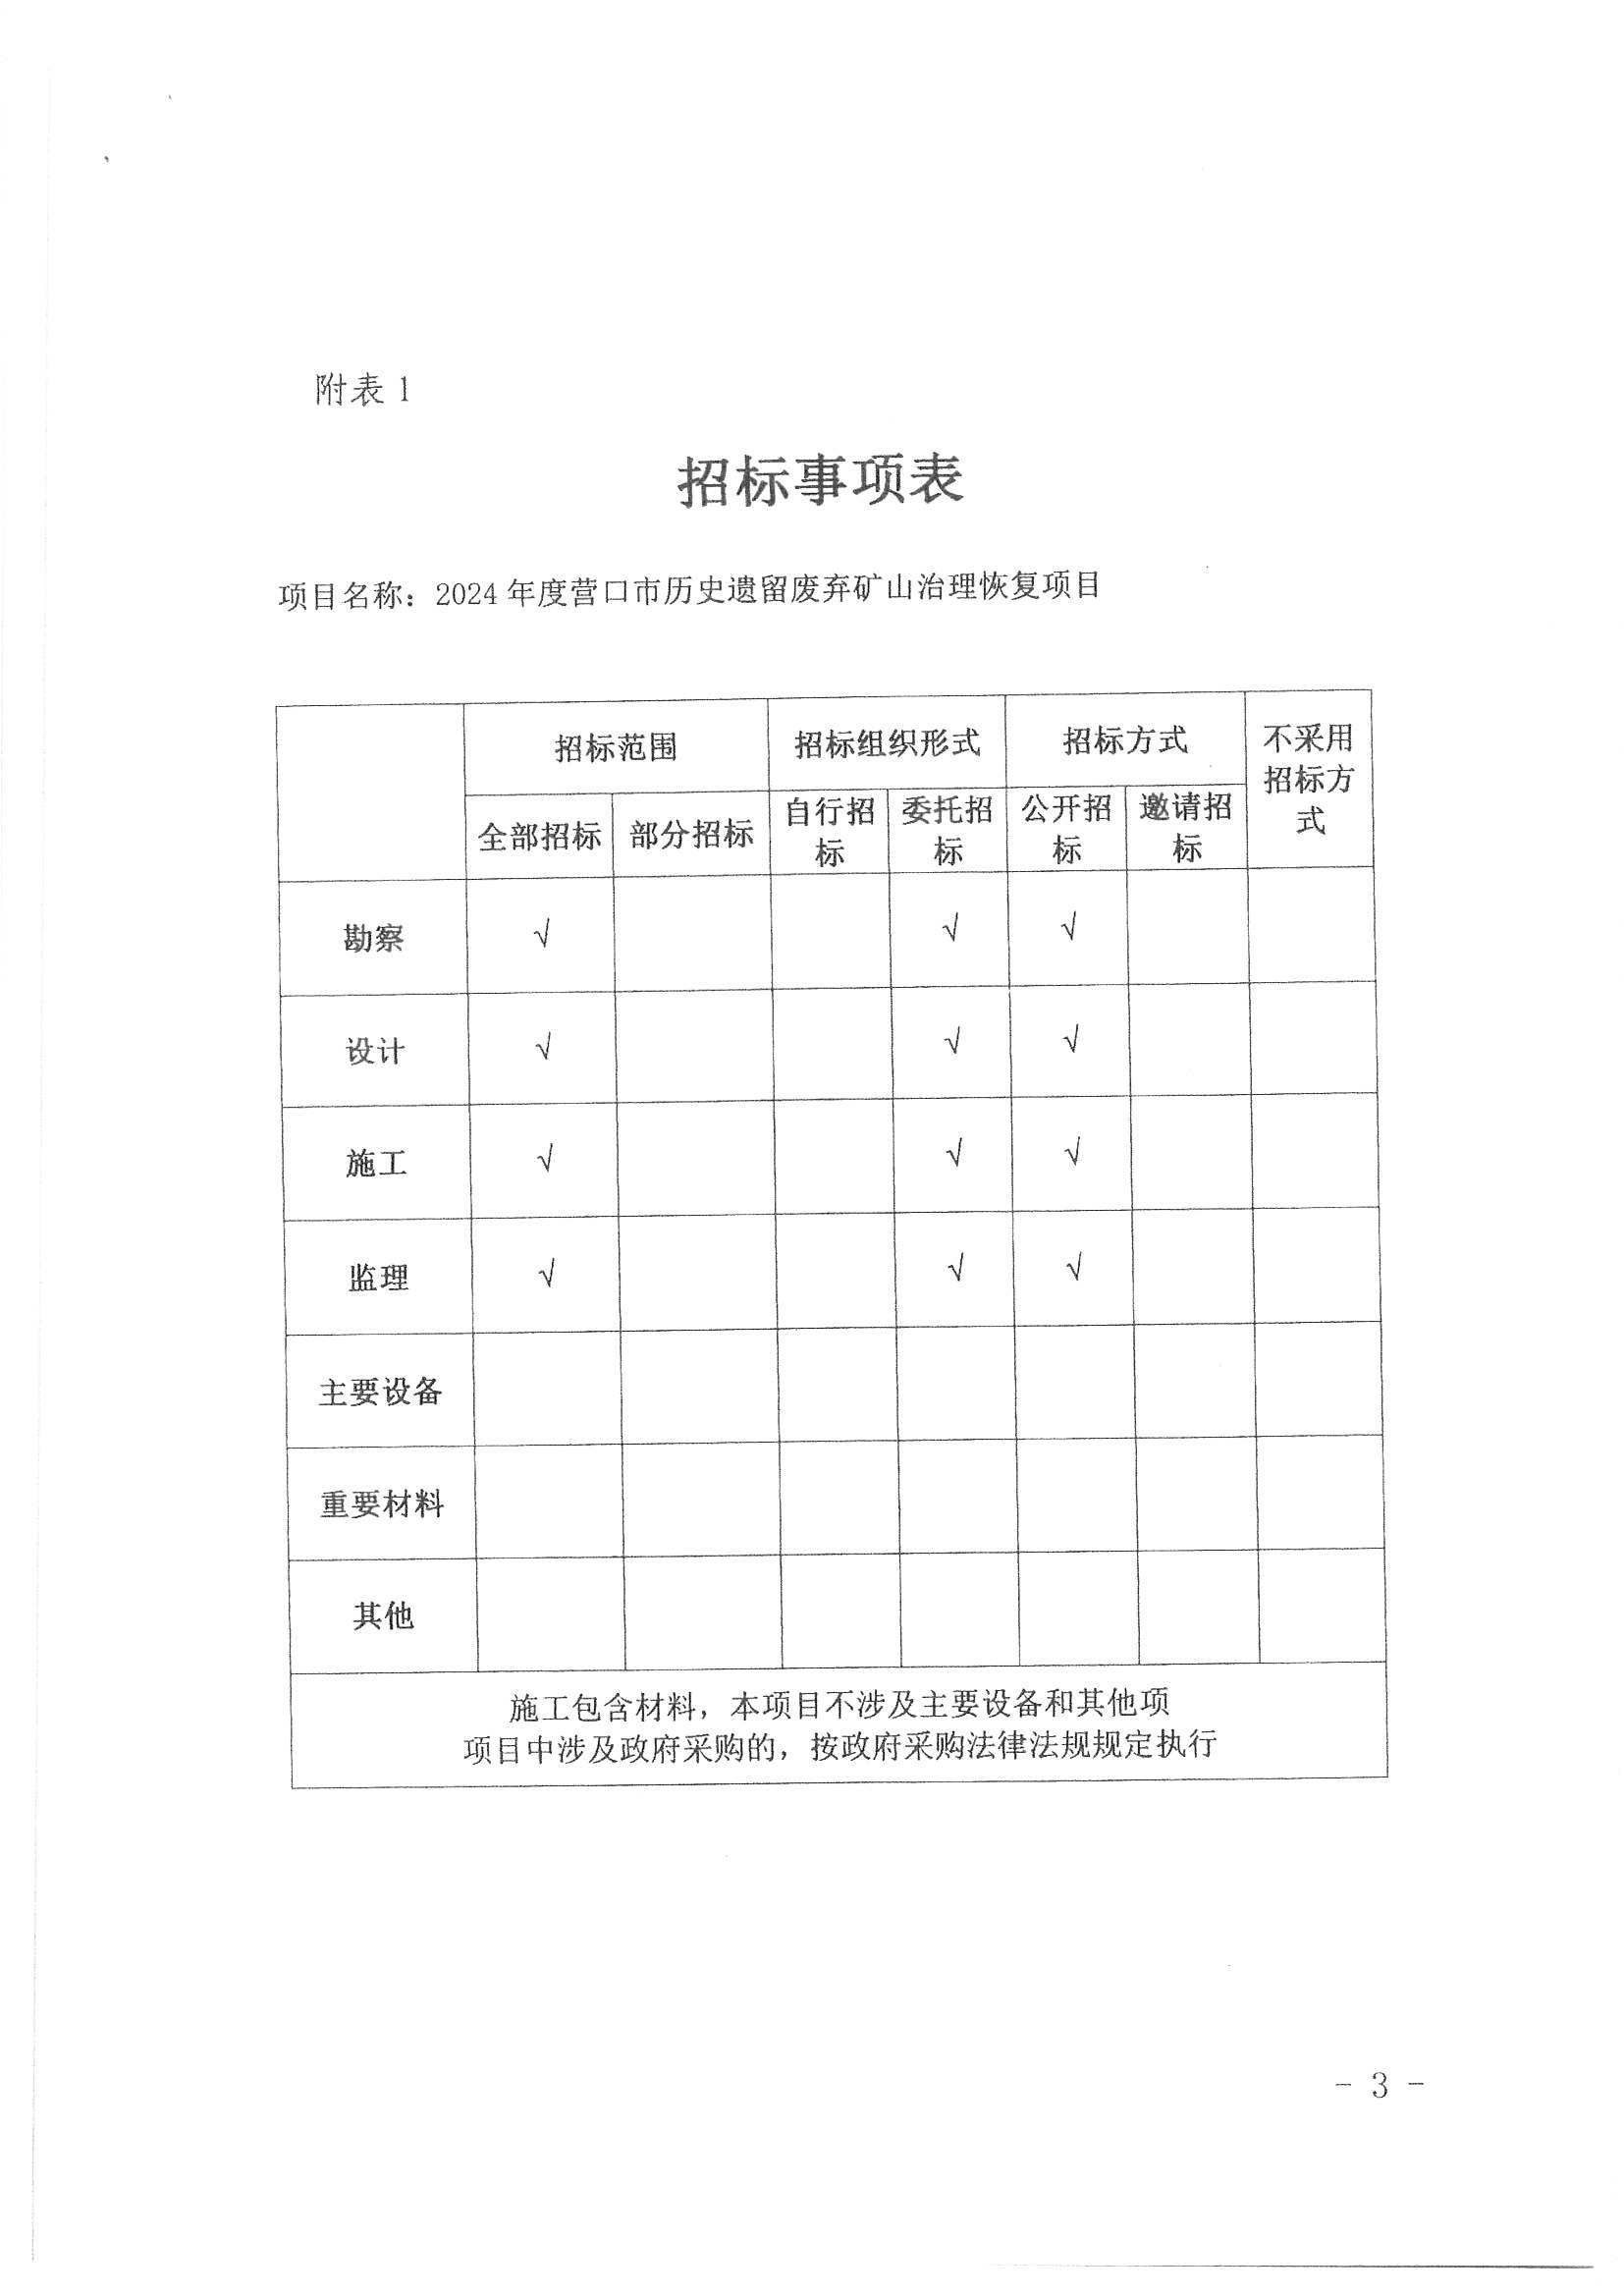 附表 1
招标事项表
项目名称：2024 年度营口市历史遗留废弃矿山治理恢复项目
招标范围 招标组织形式 招标方式 不采用招标方式
全部招标 部分招标 自行招标 委托招标 公开招标 邀请招标
勘察 √ √ √
设计 √ √ √
施工 √ √ √
监理 √ √ √
主要设备
重要材料
其他
施工包含材料，本项目不涉及主要设备和其他项
项目中涉及政府采购的，按政府采购法律法规规定执行
- 3 -